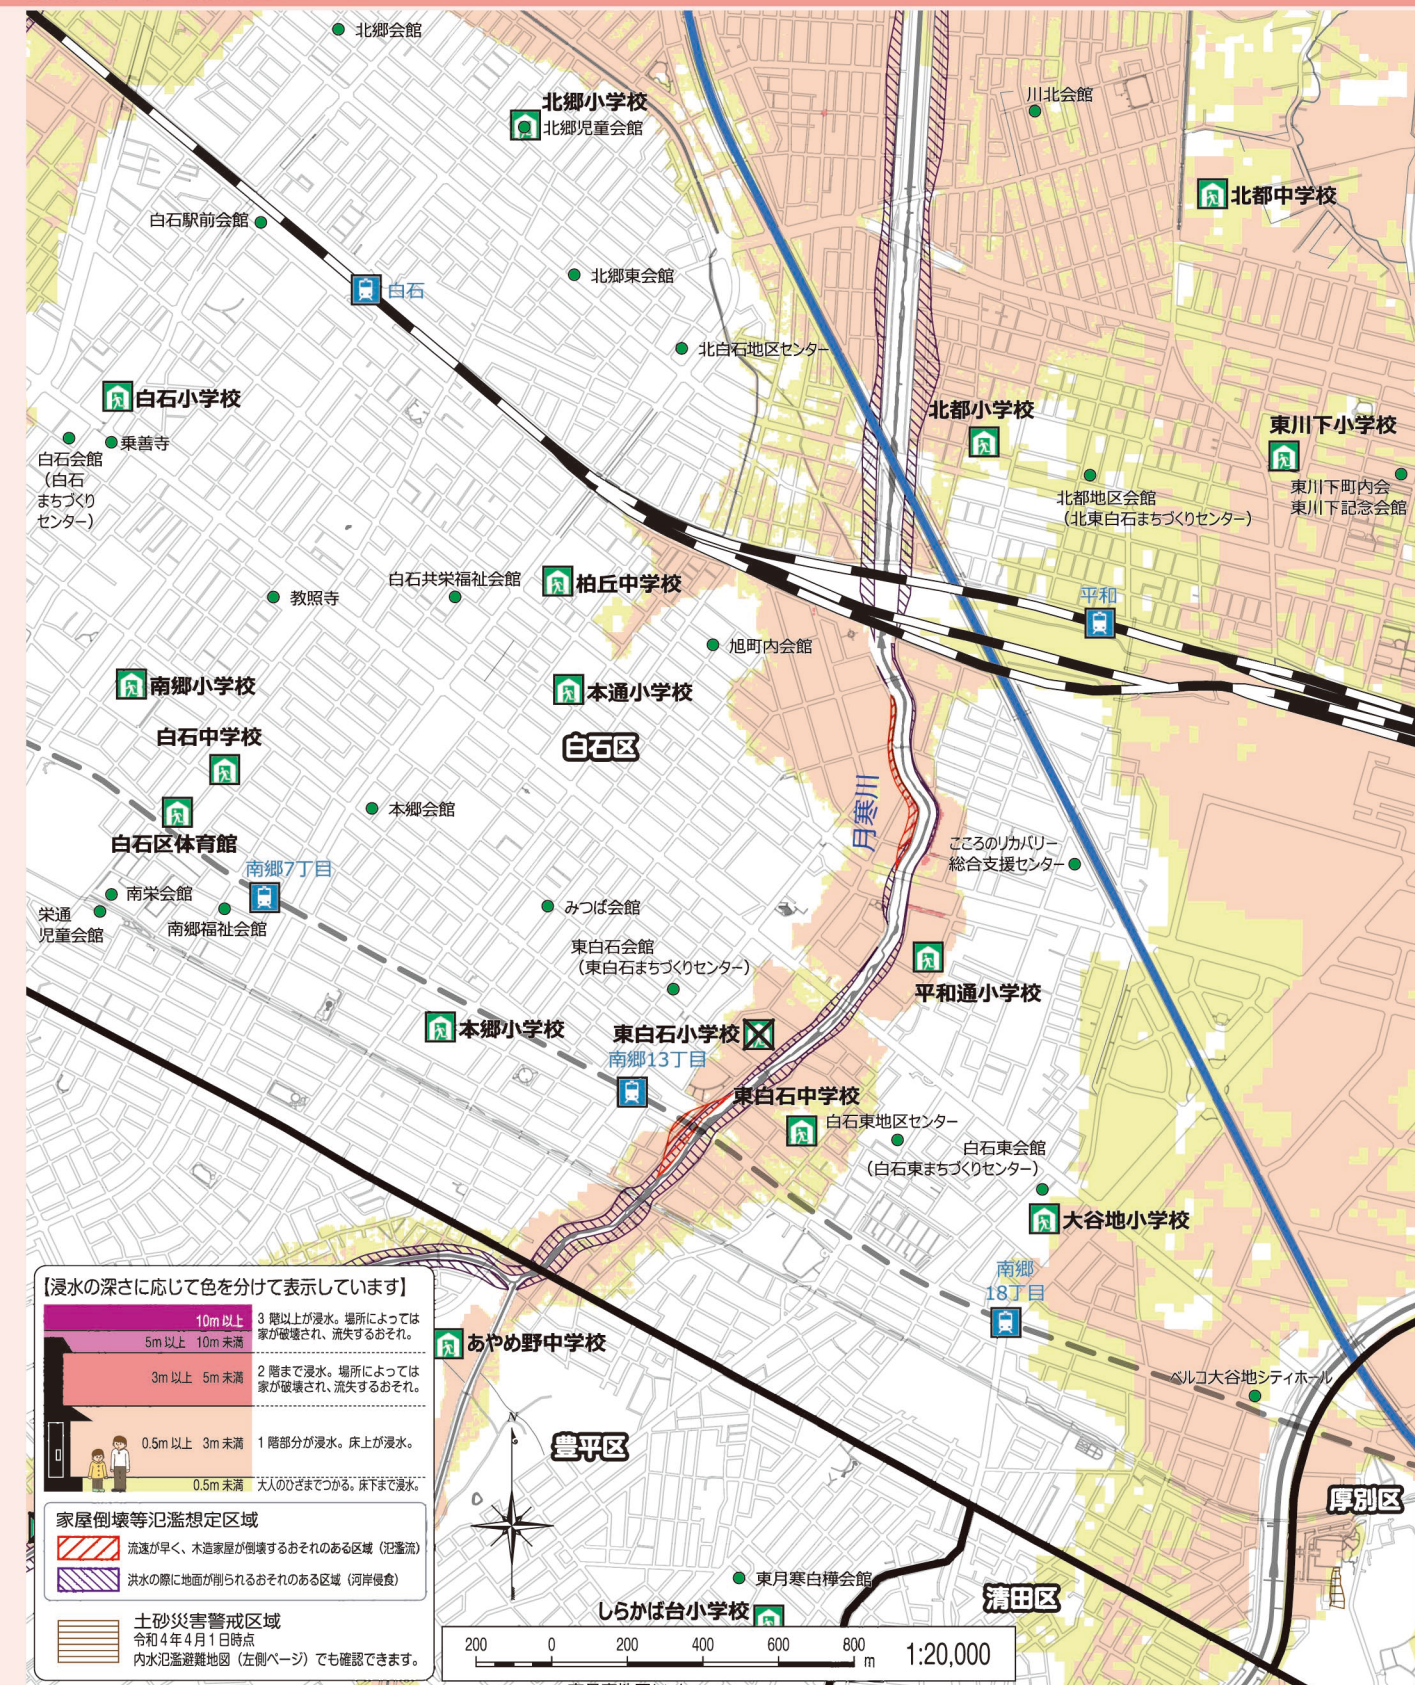 北郷会館
北郷小学校
北郷児童会館
川北会館
北都中学校
白石駅前会館
北郷東会館
白石
北白石地区センター
白石小学校
北都小学校
東川下小学校
乗善寺
白石会館
（白石
まちづくり
センター）
北都地区会館
（北東白石まちづくりセンター）
東川下町内会
東川下記念会館
白石共栄福祉会館
柏丘中学校
教照寺
平和
旭町内会館
南郷小学校
本通小学校
白石中学校
白石区
月寒川
本郷会館
白石区体育館
こころのリカバリー
総合支援センター
南郷7丁目
南栄会館
栄通
児童会館
南郷福祉会館
みつば会館
東白石会館
（東白石まちづくりセンター）
平和通小学校
本郷小学校
東白石小学校
南郷13丁目
東白石中学校
白石東地区センター
白石東会館
（白石東まちづくりセンター）
大谷地小学校
南郷
18丁目
【浸水の深さに応じて色を分けて表示しています】
10m 以上
3 階以上が浸水。場所によっては
家が破壊され、流失するおそれ。
5m 以上 10m 未満
3m 以上 5m 未満
2 階まで浸水。場所によっては
家が破壊され、流失するおそれ。
0.5m 以上 3m 未満
1 階部分が浸水。床上が浸水。
0.5m 未満
大人のひざまでつかる。床下まで浸水。
家屋倒壊等氾濫想定区域
流速が早く、木造家屋が倒壊するおそれのある区域（氾濫流）
洪水の際に地面が削られるおそれのある区域（河岸侵食）
土砂災害警戒区域
令和４年４月１日時点
内水氾濫避難地図（左側ページ）でも確認できます。
あやめ野中学校
ベルコ大谷地シティホール
N
豊平区
厚別区
東月寒白樺会館
清田区
しらかば台小学校
200 0 200 400 600 800 m
1:20,000